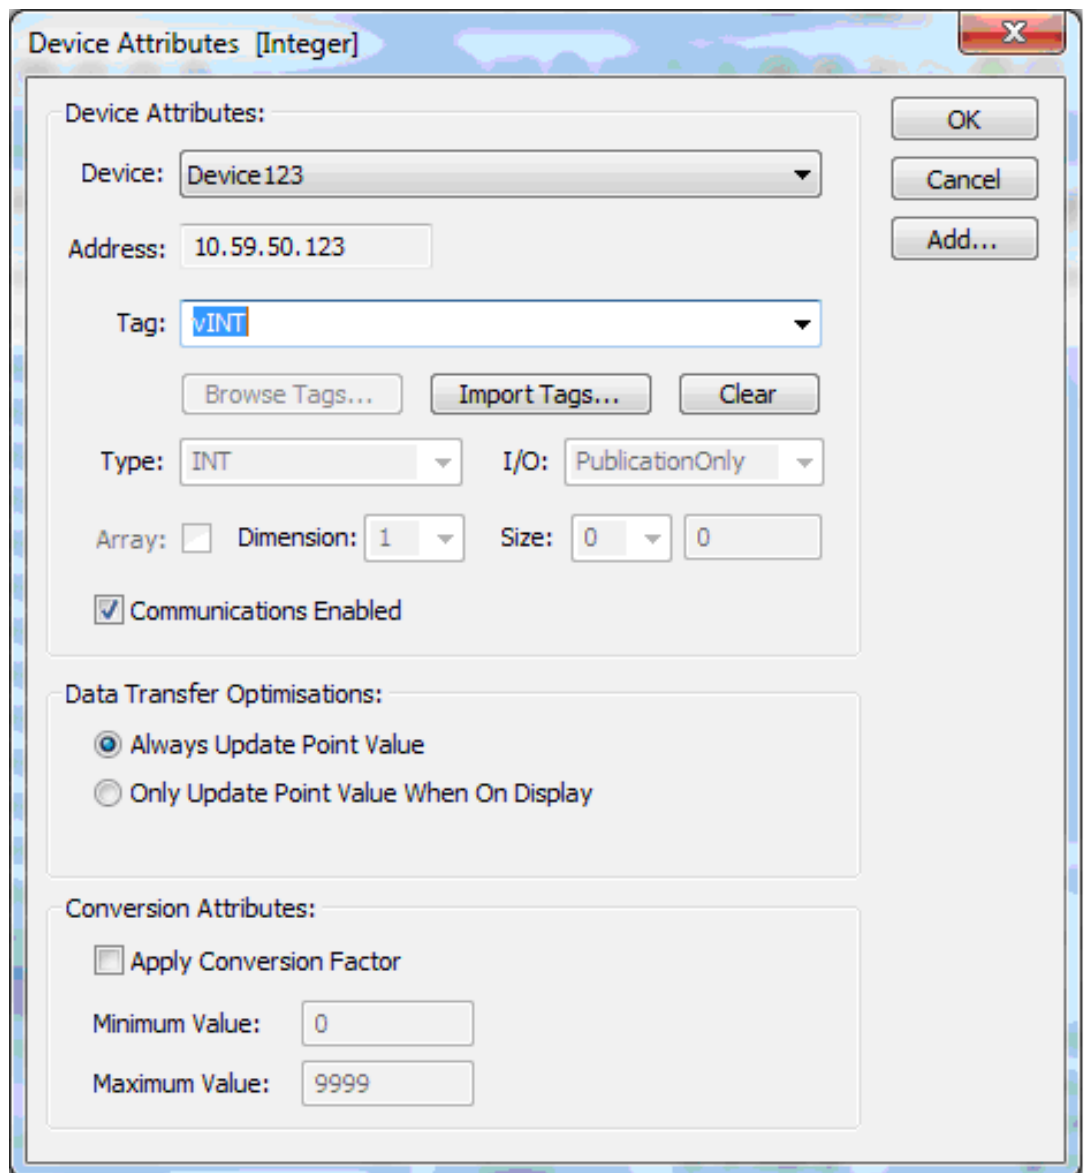 Device Attributes [Integer]
Device Attributes:
OK
Device: Device123
Cancel
Address: 10.59.50.123
Add...
Tag: vINT
Browse Tags... Import Tags... Clear
Type: INT I/O: PublicationOnly
Array: Dimension: 1 Size: 0 0
Communications Enabled
Data Transfer Optimisations:
Always Update Point Value
Only Update Point Value When On Display
Conversion Attributes:
Apply Conversion Factor
Minimum Value: 0
Maximum Value: 9999